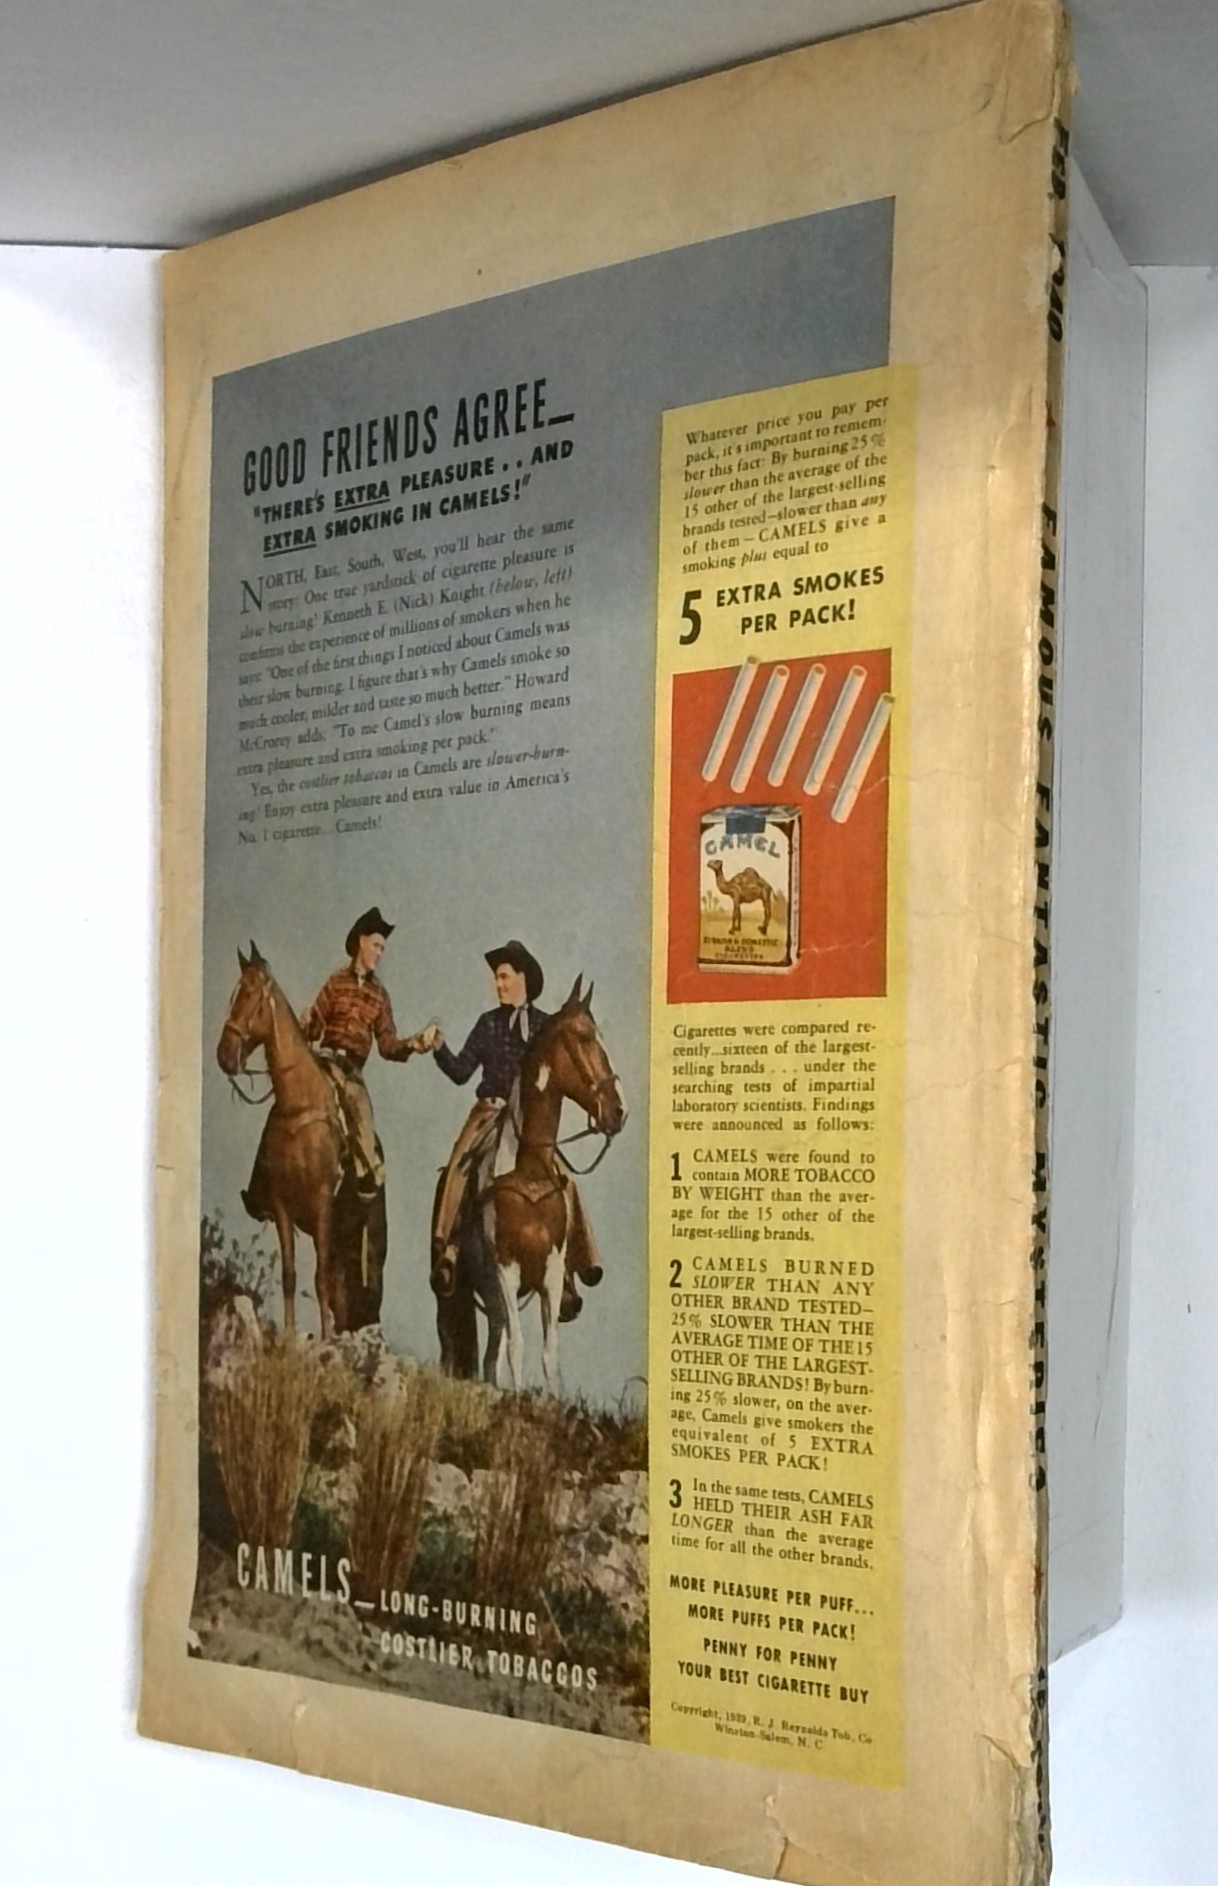 GOOD FRIENDS AGREE—
"THERE'S EXTRA PLEASURE . . AND
EXTRA SMOKING IN CAMELS!"
NORTH, East, South, West, you'll hear the same
story: One true yardstick of cigarette pleasure is
slow burning! Kenneth E. (Nick) Knight (below, left)
confirms the experience of millions of smokers when he
says: "One of the first things I noticed about Camels was
their slow burning. I figure that's why Camels smoke so
much cooler, milder and taste so much better." Howard
McCrorey adds: "To me Camel's slow burning means
extra pleasure and extra smoking per pack."
Yes, the costlier tobaccos in Camels are slower-burn-
ing! Enjoy extra pleasure and extra value in America's
No. 1 cigarette...Camels!
CAMELS—LONG-BURNING
COSTLIER TOBACCOS
Whatever price you pay per
pack, it's important to remem-
ber this fact: By burning 25%
slower than the average of the
15 other of the largest-selling
brands tested—slower than any
of them—CAMELS give a
smoking plus equal to
5 EXTRA SMOKES
PER PACK!
CAMEL
TURKISH & DOMESTIC
BLEND
CIGARETTES
Cigarettes were compared re-
cently...sixteen of the largest-
selling brands . . . under the
searching tests of impartial
laboratory scientists. Findings
were announced as follows:
1 CAMELS were found to
contain MORE TOBACCO
BY WEIGHT than the aver-
age for the 15 other of the
largest-selling brands.
2 CAMELS BURNED
SLOWER THAN ANY
OTHER BRAND TESTED—
25% SLOWER THAN THE
AVERAGE TIME OF THE 15
OTHER OF THE LARGEST-
SELLING BRANDS! By burn-
ing 25% slower, on the aver-
age, Camels give smokers the
equivalent of 5 EXTRA
SMOKES PER PACK!
3 In the same tests, CAMELS
HELD THEIR ASH FAR
LONGER than the average
time for all the other brands.
MORE PLEASURE PER PUFF...
MORE PUFFS PER PACK!
PENNY FOR PENNY
YOUR BEST CIGARETTE BUY
Copyright, 1939, R. J. Reynolds Tob. Co
Winston-Salem, N. C.
FEB. 1940 ★ FAMOUS FANTASTIC MYSTERIES ★